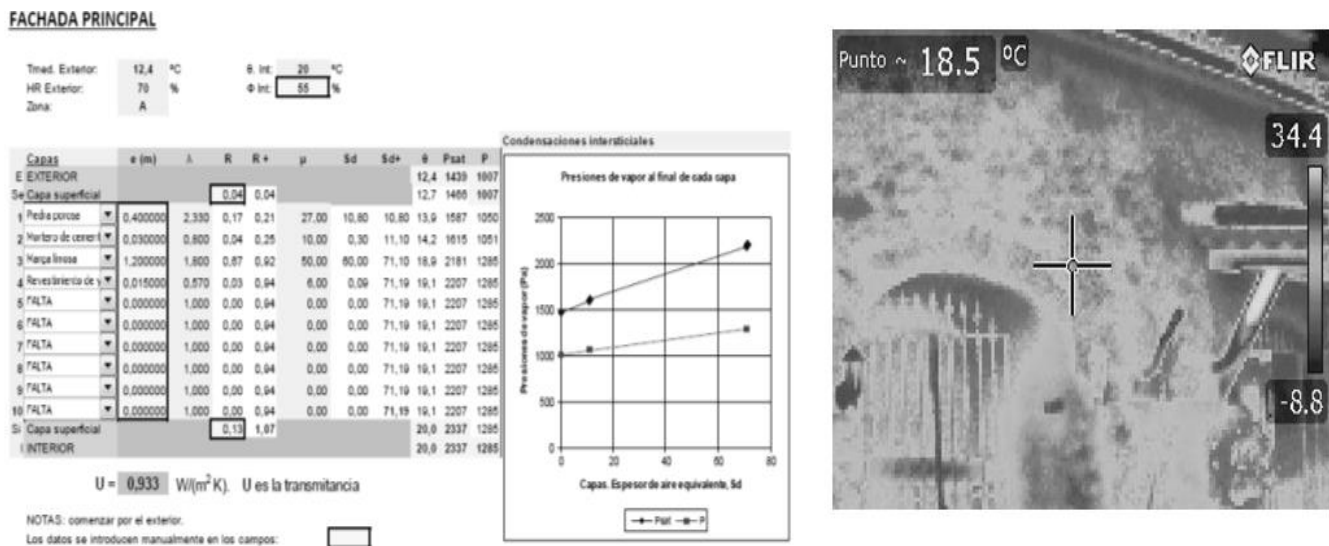 FACHADA PRINCIPAL
Tmed. Exterior: 12,4 ºC θ. Int: 20 ºC
HR Exterior: 70 % Φ Int: 55 %
Zona: A
Condensaciones intersticiales
Capas e (m) R R + μ Sd Sd+ θ Psat P
E EXTERIOR 12,4 1439 1007
Se Capa superficial 0,04 0,04 12,7 1466 1007
1 Piedra porosa 0,400000 2,330 0,17 0,21 27,00 10,80 10,80 13,9 1587 1050
2 Mortero de cement 0,030000 0,800 0,04 0,25 10,00 0,30 11,10 14,2 1615 1051
3 Marga limosa 1,200000 1,800 0,67 0,92 50,00 60,00 71,10 18,9 2181 1285
4 Revestimiento de y 0,015000 0,570 0,03 0,94 6,00 0,09 71,19 19,1 2207 1285
5 FALTA 0,000000 1,000 0,00 0,94 0,00 0,00 71,19 19,1 2207 1285
6 FALTA 0,000000 1,000 0,00 0,94 0,00 0,00 71,19 19,1 2207 1285
7 FALTA 0,000000 1,000 0,00 0,94 0,00 0,00 71,19 19,1 2207 1285
8 FALTA 0,000000 1,000 0,00 0,94 0,00 0,00 71,19 19,1 2207 1285
9 FALTA 0,000000 1,000 0,00 0,94 0,00 0,00 71,19 19,1 2207 1285
10 FALTA 0,000000 1,000 0,00 0,94 0,00 0,00 71,19 19,1 2207 1285
Capa superficial 0,13 1,07 20,0 2337 1285
INTERIOR 20,0 2337 1285
U = 0,933 W/(m² K). U es la transmitancia
NOTAS: comenzar por el exterior.
Los datos se introducen manualmente en los campos:
Presiones de vapor al final de cada capa
Presiones de vapor (Pa)
2500
2000
1500
1000
500
0
0 20 40 60 80
Capas. Espesor de aire equivalente, Sd
Psat P
Punto ~ 18.5 ºC
FLIR
34.4
-8.8